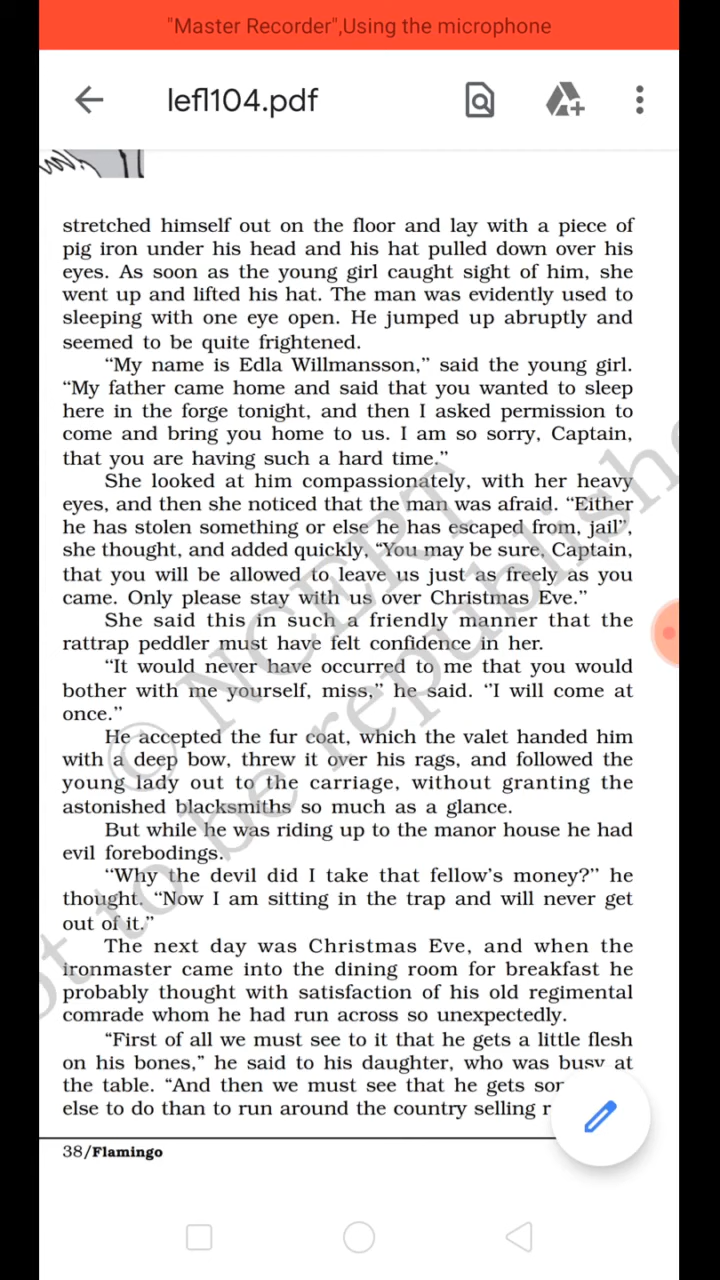 "Master Recorder",Using the microphone
lefl104.pdf
stretched himself out on the floor and lay with a piece of
pig iron under his head and his hat pulled down over his
eyes. As soon as the young girl caught sight of him, she
went up and lifted his hat. The man was evidently used to
sleeping with one eye open. He jumped up abruptly and
seemed to be quite frightened.
“My name is Edla Willmansson,” said the young girl.
“My father came home and said that you wanted to sleep
here in the forge tonight, and then I asked permission to
come and bring you home to us. I am so sorry, Captain,
that you are having such a hard time.”
She looked at him compassionately, with her heavy
eyes, and then she noticed that the man was afraid. “Either
he has stolen something or else he has escaped from, jail”,
she thought, and added quickly, “You may be sure, Captain,
that you will be allowed to leave us just as freely as you
came. Only please stay with us over Christmas Eve.”
She said this in such a friendly manner that the
rattrap peddler must have felt confidence in her.
“It would never have occurred to me that you would
bother with me yourself, miss,” he said. ‘’I will come at
once.”
He accepted the fur coat, which the valet handed him
with a deep bow, threw it over his rags, and followed the
young lady out to the carriage, without granting the
astonished blacksmiths so much as a glance.
But while he was riding up to the manor house he had
evil forebodings.
“Why the devil did I take that fellow’s money?” he
thought. “Now I am sitting in the trap and will never get
out of it.”
The next day was Christmas Eve, and when the
ironmaster came into the dining room for breakfast he
probably thought with satisfaction of his old regimental
comrade whom he had run across so unexpectedly.
“First of all we must see to it that he gets a little flesh
on his bones,” he said to his daughter, who was busy at
the table. “And then we must see that he gets
else to do than to run around the country selling
38/Flamingo
© NCERT
not to be republished